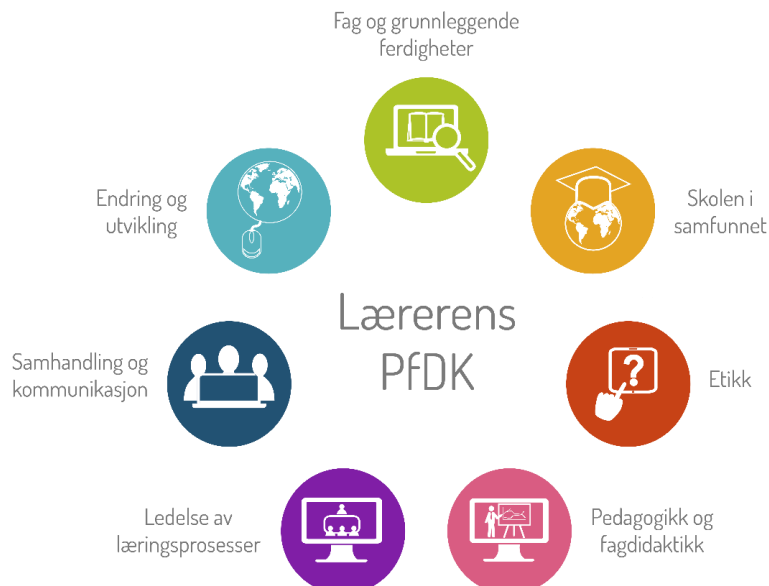 Fag og grunnleggende
ferdigheter
Endring og
utvikling
Skolen i
samfunnet
Lærerens
PfDK
Samhandling og
kommunikasjon
?
Etikk
Ledelse av
læringsprosesser
Pedagogikk og
fagdidaktikk